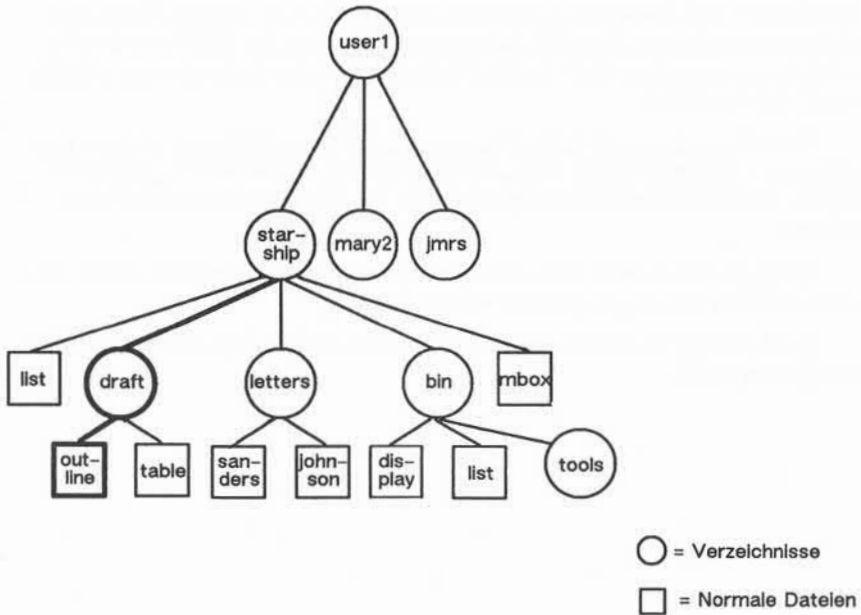 user1
star-
ship
mary2
jmrs
list
draft
letters
bin
mbox
out-
line
table
san-
ders
john-
son
dis-
play
list
tools
= Verzeichnisse
= Normale Dateien